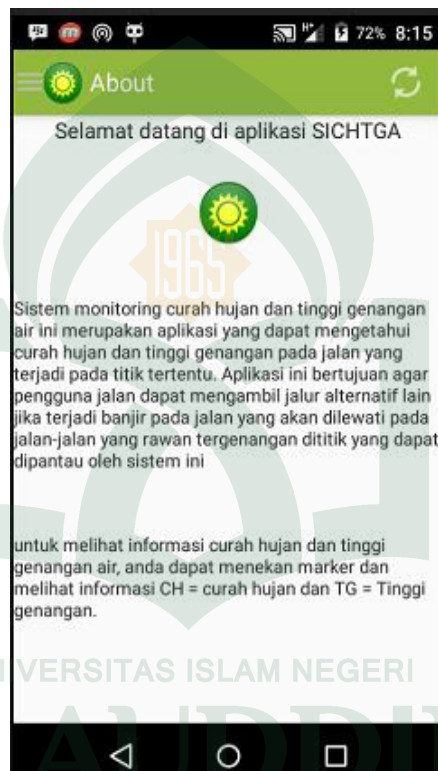 72% 8:15
About
Selamat datang di aplikasi SICHTGA
1965
Sistem monitoring curah hujan dan tinggi genangan
air ini merupakan aplikasi yang dapat mengetahui
curah hujan dan tinggi genangan pada jalan yang
terjadi pada titik tertentu. Aplikasi ini bertujuan agar
pengguna jalan dapat mengambil jalur alternatif lain
jika terjadi banjir pada jalan yang akan dilewati pada
jalan-jalan yang rawan tergenangan dititik yang dapat
dipantau oleh sistem ini
untuk melihat informasi curah hujan dan tinggi
genangan air, anda dapat menekan marker dan
melihat informasi CH = curah hujan dan TG = Tinggi
genangan.
VERSITAS ISLAM NEGERI
AUDDI